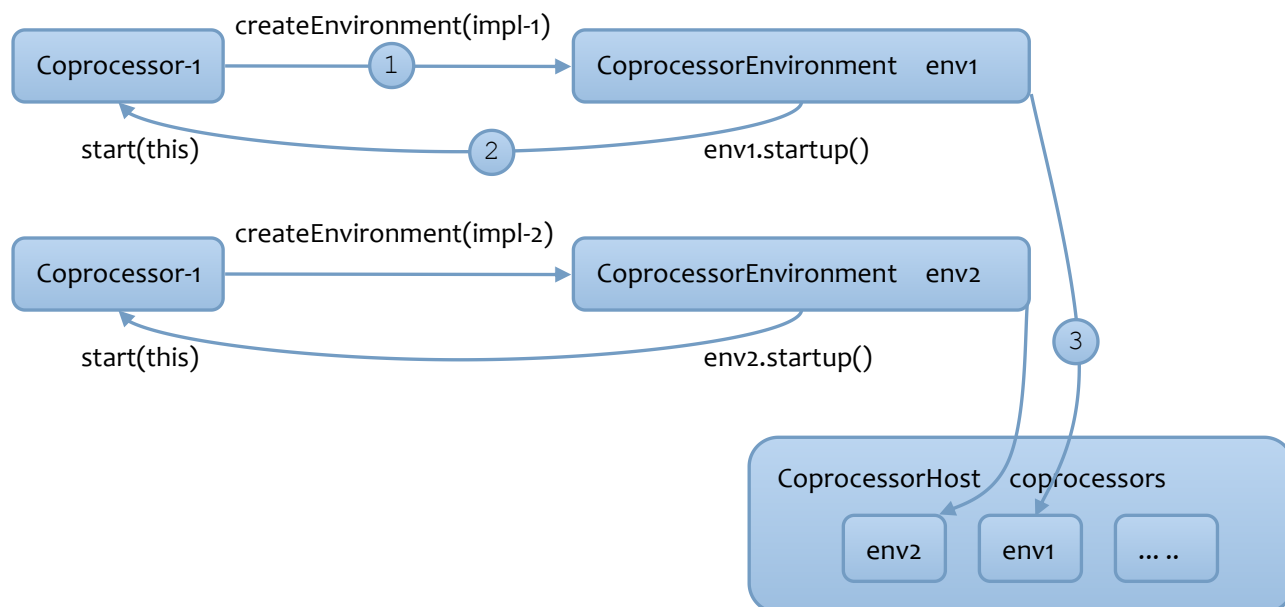 createEnvironment(impl-1)
Coprocessor-1
1
CoprocessorEnvironment env1
start(this)
2
env1.startup()
createEnvironment(impl-2)
Coprocessor-1
CoprocessorEnvironment env2
start(this)
env2.startup()
3
CoprocessorHost coprocessors
env2
env1
... ..